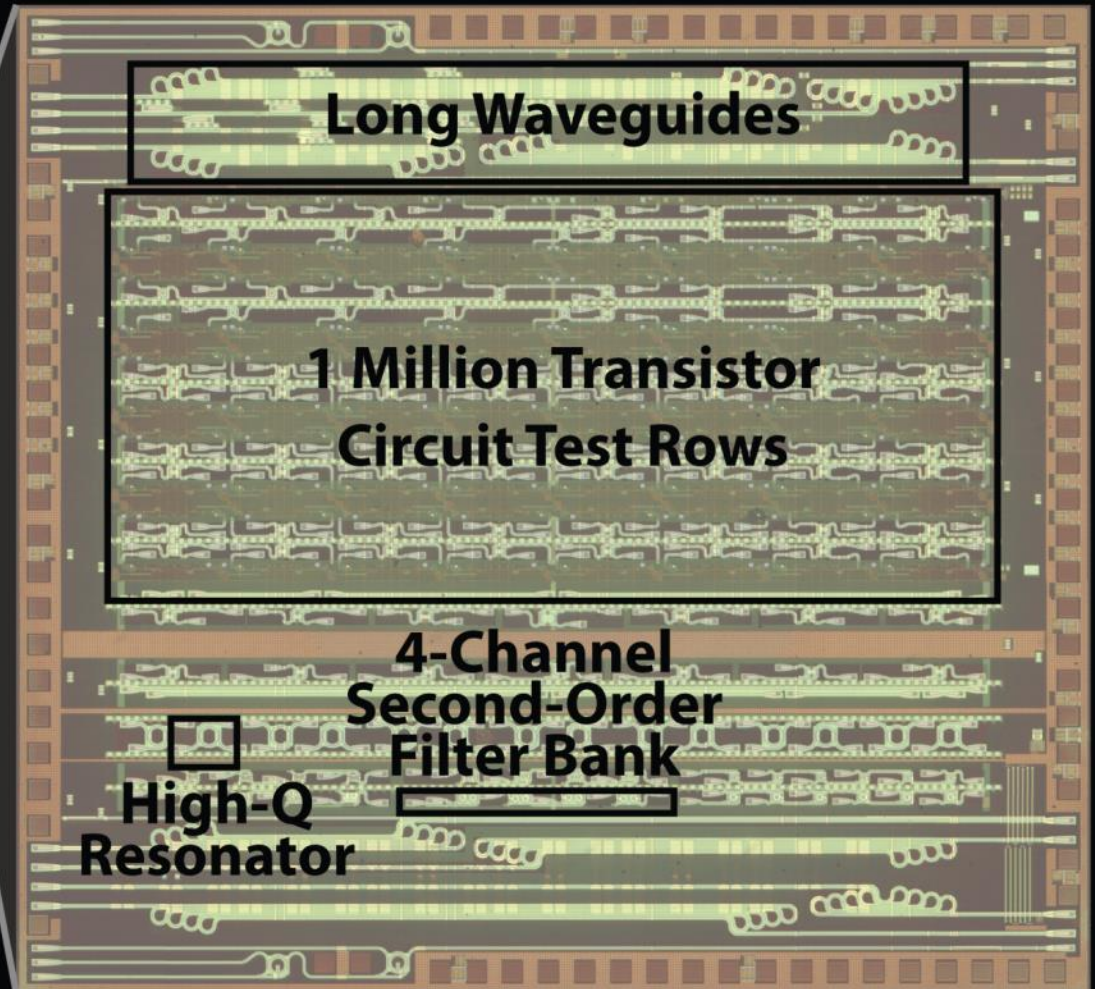 Long Waveguides
1 Million Transistor
Circuit Test Rows
4-Channel
Second-Order
Filter Bank
High-Q
Resonator